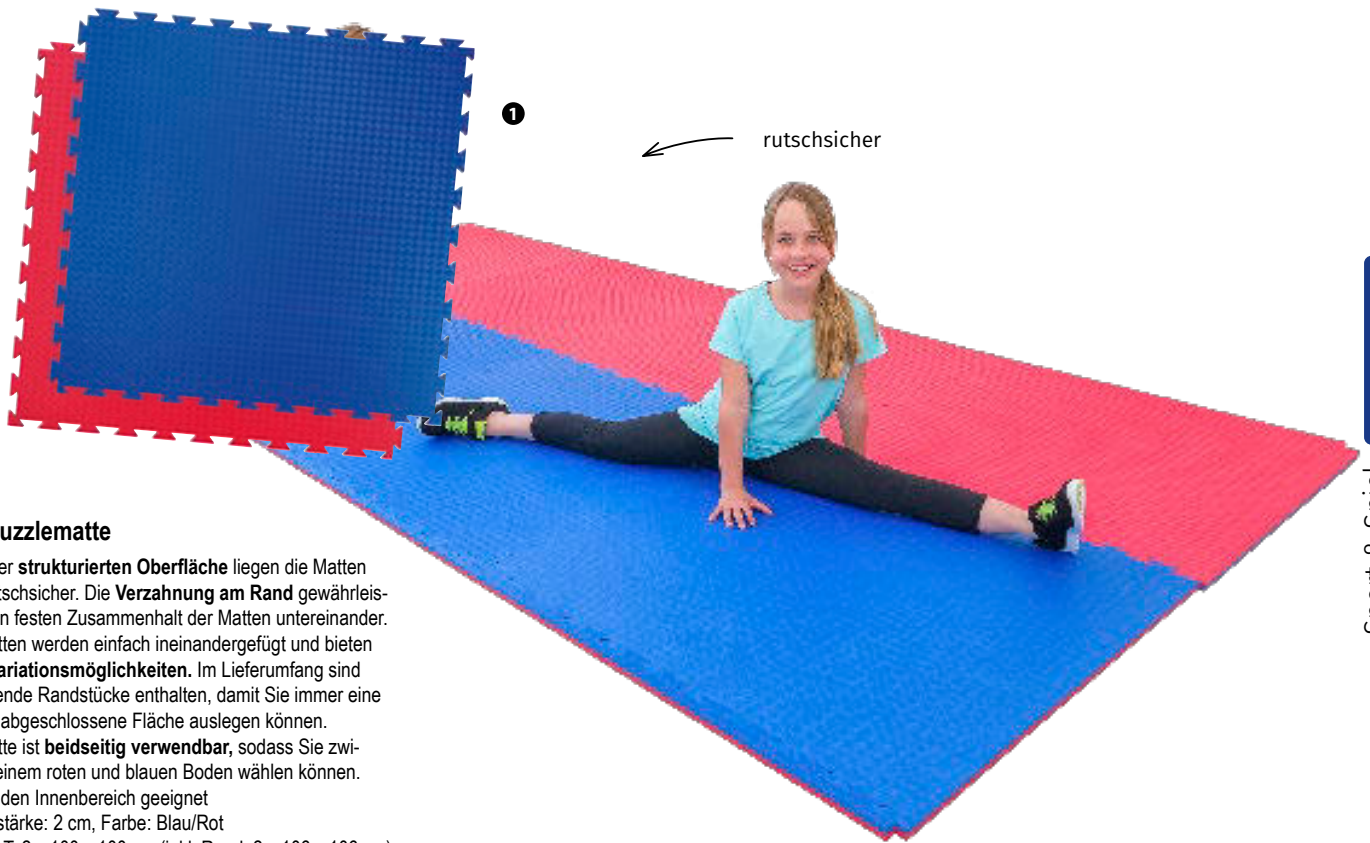 1
rutschsicher
uzzlematte
er strukturierten Oberfläche liegen die Matten
tschsicher. Die Verzahnung am Rand gewährleis-
n festen Zusammenhalt der Matten untereinander.
tten werden einfach ineinandergefügt und bieten
ariationsmöglichkeiten. Im Lieferumfang sind
ende Randstücke enthalten, damit Sie immer eine
abgeschlossene Fläche auslegen können.
tte ist beidseitig verwendbar, sodass Sie zwi-
einem roten und blauen Boden wählen können.
den Innenbereich geeignet
stärke: 2 cm, Farbe: Blau/Rot